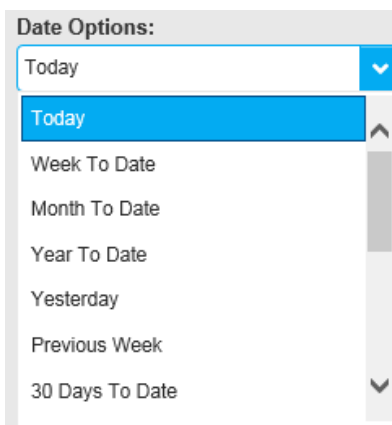 Date Options:
Today
Today
Week To Date
Month To Date
Year To Date
Yesterday
Previous Week
30 Days To Date